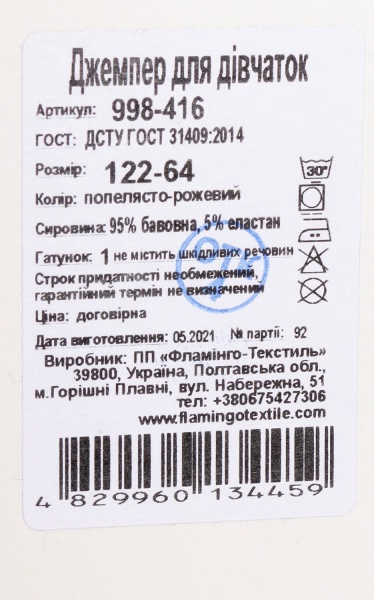 Джемпер для дівчаток
Артикул: 998-416
ГОСТ: ДСТУ ГОСТ 31409:2014
Розмір: 122-64
Колір: попелясто-рожевий
Сировина: 95% бавовна, 5% еластан
Гатунок: 1 не містить шкідливих речовин
Строк придатності необмежений,
гарантійний термін не визначений
Ціна: договірна
Дата виготовлення: 05.2021 № партії: 92
Виробник: ПП «Фламінго-Текстиль»
39800, Україна, Полтавська обл.,
м.Горішні Плавні, вул. Набережна, 51
тел: +380675427306
www.flamingotextile.com
4 829960 134459
30°